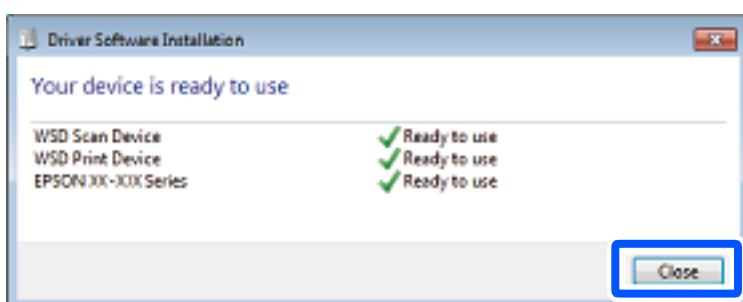 Driver Software Installation
Your device is ready to use
WSD Scan Device Ready to use
WSD Print Device Ready to use
EPSON XX-XXX Series Ready to use
Close